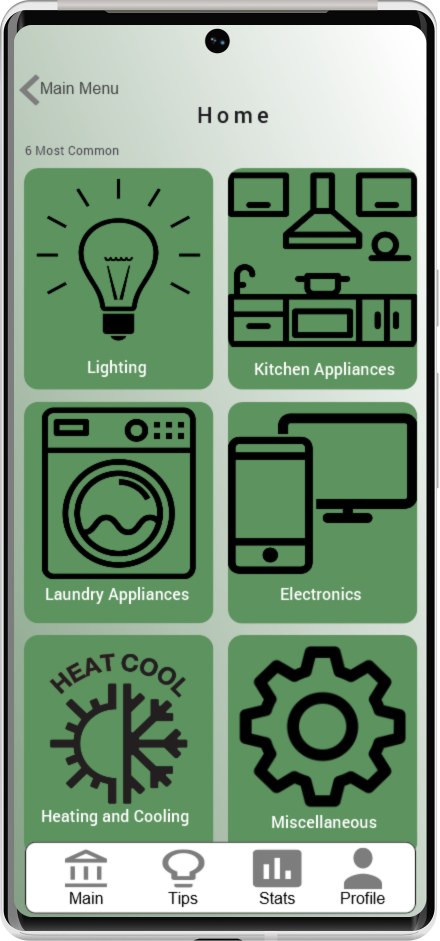 Main Menu
Home
6 Most Common
Lighting
Kitchen Appliances
Laundry Appliances
Electronics
HEAT COOL
Heating and Cooling
Miscellaneous
Main
Tips
Stats
Profile